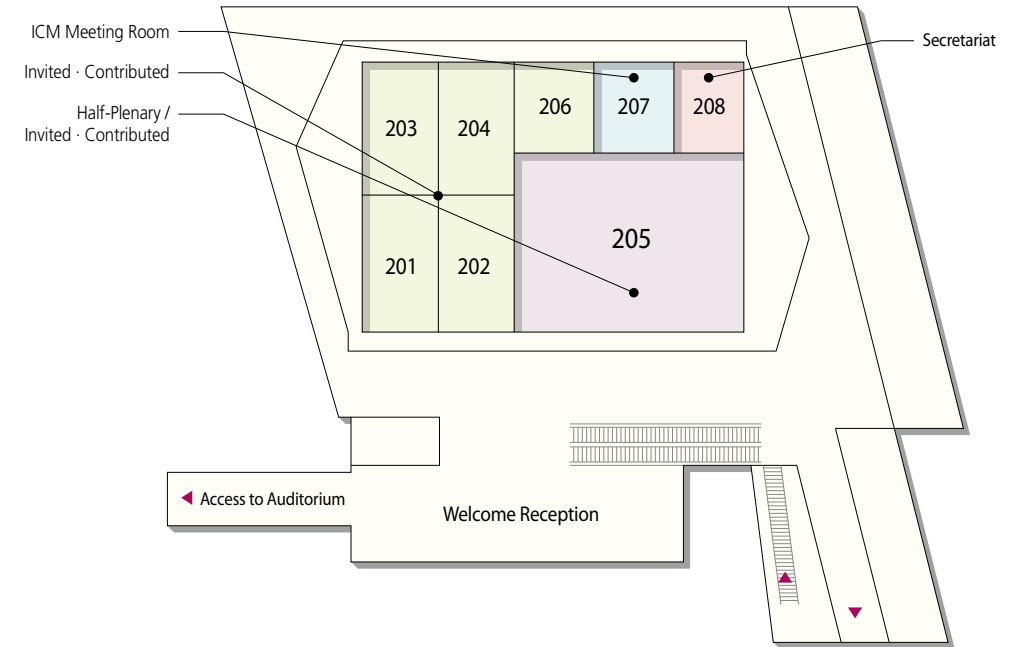 ICM Meeting Room
Secretariat
Invited · Contributed
Half-Plenary /
Invited · Contributed
203
204
206
207
208
205
201
202
Access to Auditorium
Welcome Reception